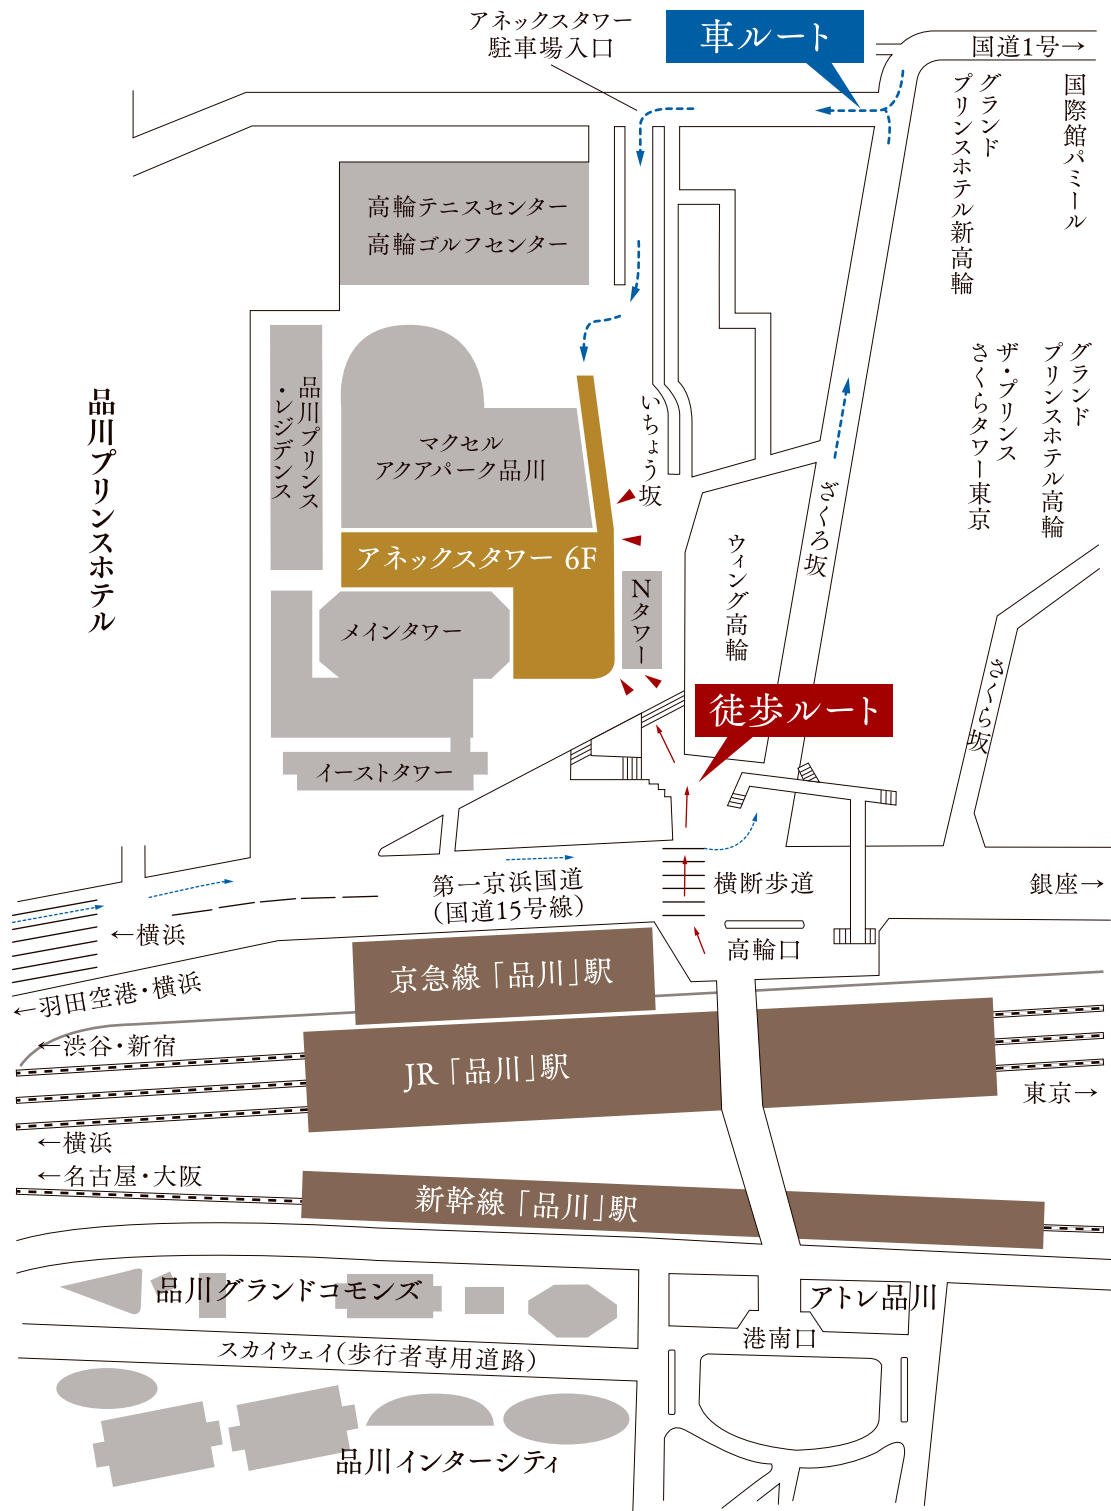 アネックスタワー
駐車場入口
車ルート
国道1号→
国際館パミール
グランド
プリンスホテル新高輪
高輪テニスセンター
高輪ゴルフセンター
グランド
プリンスホテル高輪
ザ・プリンス
さくらタワー東京
品川プリンスホテル
品川プリンス
・レジデンス
マクセル
アクアパーク品川
いちょう坂
ざくろ坂
アネックスタワー 6F
ウィング高輪
Nタワー
メインタワー
徒歩ルート
さくら坂
イーストタワー
第一京浜国道
（国道15号線）
横断歩道
銀座→
←横浜
高輪口
京急線「品川」駅
←羽田空港・横浜
←渋谷・新宿
JR「品川」駅
東京→
←横浜
←名古屋・大阪
新幹線「品川」駅
品川グランドコモンズ
アトレ品川
港南口
スカイウェイ（歩行者専用道路）
品川インターシティ